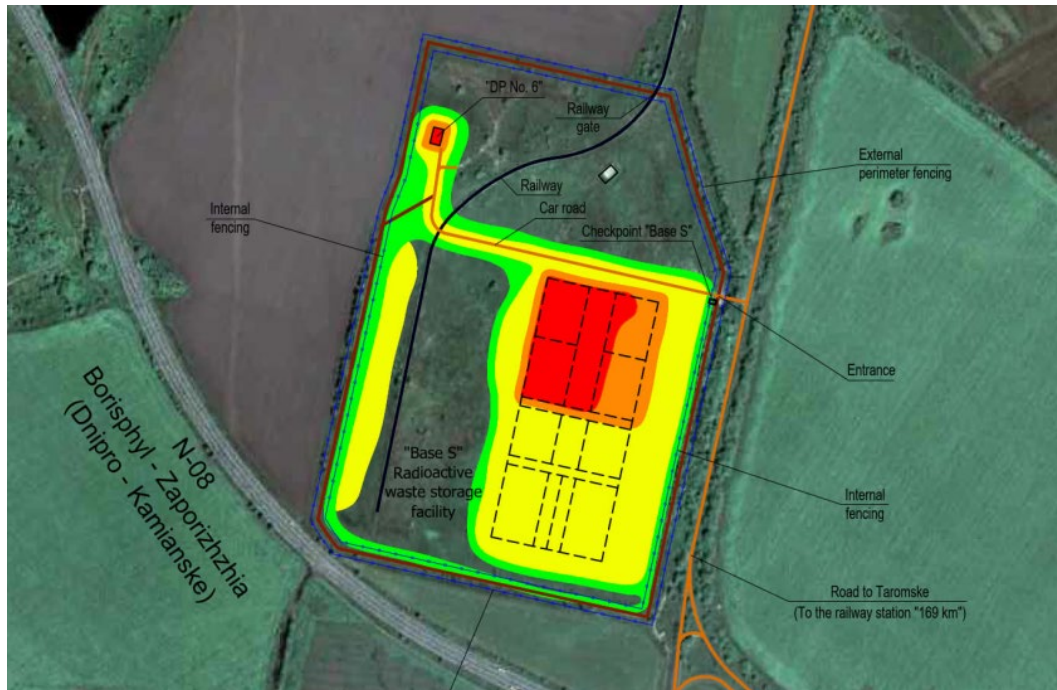 "DP No. 6"
Railway
gate
External
perimeter fencing
Railway
Internal
fencing
Car road
Checkpoint "Base S"
Entrance
N-08
Borisphyl - Zaporizhzhia
(Dnipro - Kamianske)
"Base S"
Radioactive
waste storage
facility
Internal
fencing
Road to Taromske
(To the railway station "169 km")